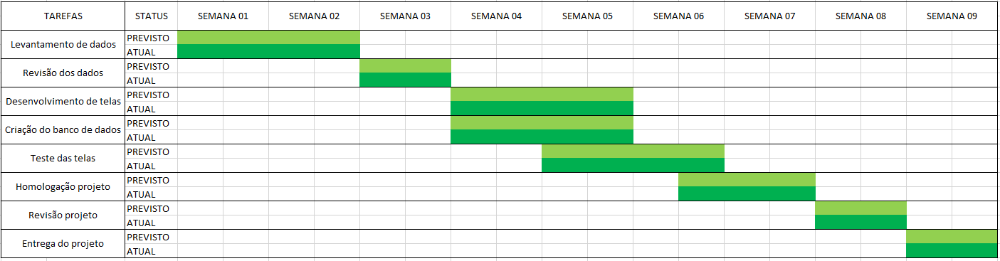 TAREFAS STATUS SEMANA 01 SEMANA 02 SEMANA 03 SEMANA 04 SEMANA 05 SEMANA 06 SEMANA 07 SEMANA 08 SEMANA 09
Levantamento de dados
PREVISTO
ATUAL
Revisão dos dados
PREVISTO
ATUAL
Desenvolvimento de telas
PREVISTO
ATUAL
Criação do banco de dados
PREVISTO
ATUAL
Teste das telas
PREVISTO
ATUAL
Homologação projeto
PREVISTO
ATUAL
Revisão projeto
PREVISTO
ATUAL
Entrega do projeto
PREVISTO
ATUAL